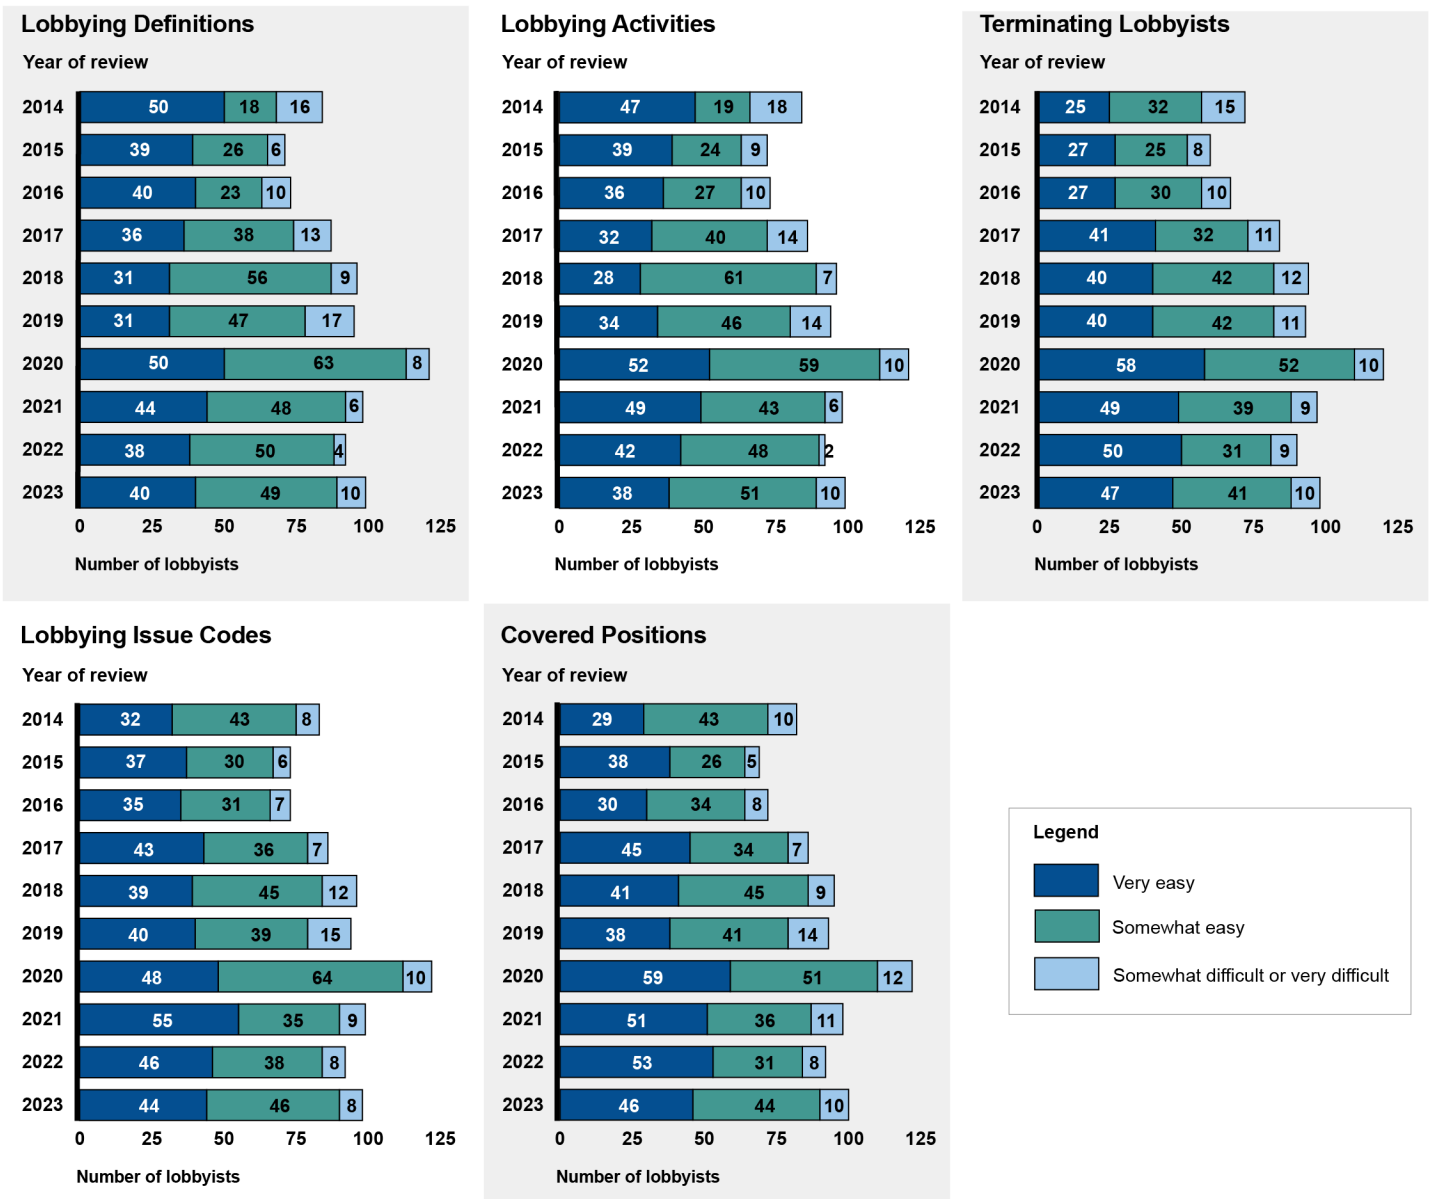 Lobbying Definitions
Year of review
2014 50 18 16
2015 39 26 6
2016 40 23 10
2017 36 38 13
2018 31 56 9
2019 31 47 17
2020 50 63 8
2021 44 48 6
2022 38 50 4
2023 40 49 10
0 25 50 75 100 125
Number of lobbyists
Lobbying Activities
Year of review
2014 47 19 18
2015 39 24 9
2016 36 27 10
2017 32 40 14
2018 28 61 7
2019 34 46 14
2020 52 59 10
2021 49 43 6
2022 42 48 2
2023 38 51 10
0 25 50 75 100 125
Number of lobbyists
Terminating Lobbyists
Year of review
2014 25 32 15
2015 27 25 8
2016 27 30 10
2017 41 32 11
2018 40 42 12
2019 40 42 11
2020 58 52 10
2021 49 39 9
2022 50 31 9
2023 47 41 10
0 25 50 75 100 125
Number of lobbyists
Lobbying Issue Codes
Year of review
2014 32 43 8
2015 37 30 6
2016 35 31 7
2017 43 36 7
2018 39 45 12
2019 40 39 15
2020 48 64 10
2021 55 35 9
2022 46 38 8
2023 44 46 8
0 25 50 75 100 125
Number of lobbyists
Covered Positions
Year of review
2014 29 43 10
2015 38 26 5
2016 30 34 8
2017 45 34 7
2018 41 45 9
2019 38 41 14
2020 59 51 12
2021 51 36 11
2022 53 31 8
2023 46 44 10
0 25 50 75 100 125
Number of lobbyists
Legend
Very easy
Somewhat easy
Somewhat difficult or very difficult